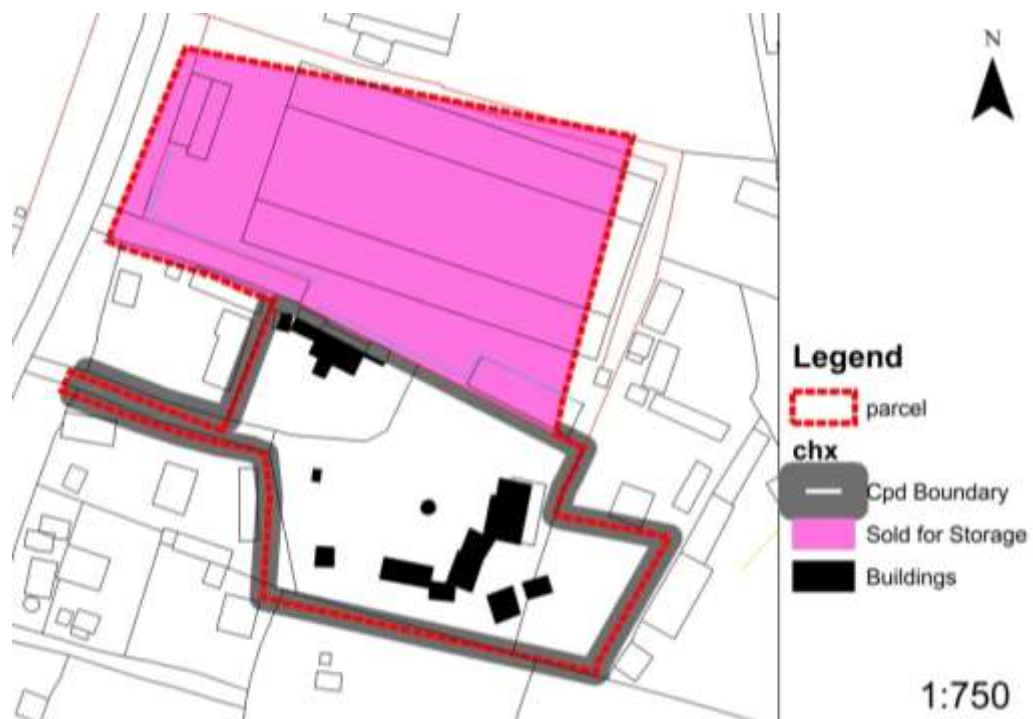 N
Legend
parcel
chx
Cpd Boundary
Sold for Storage
Buildings
1:750